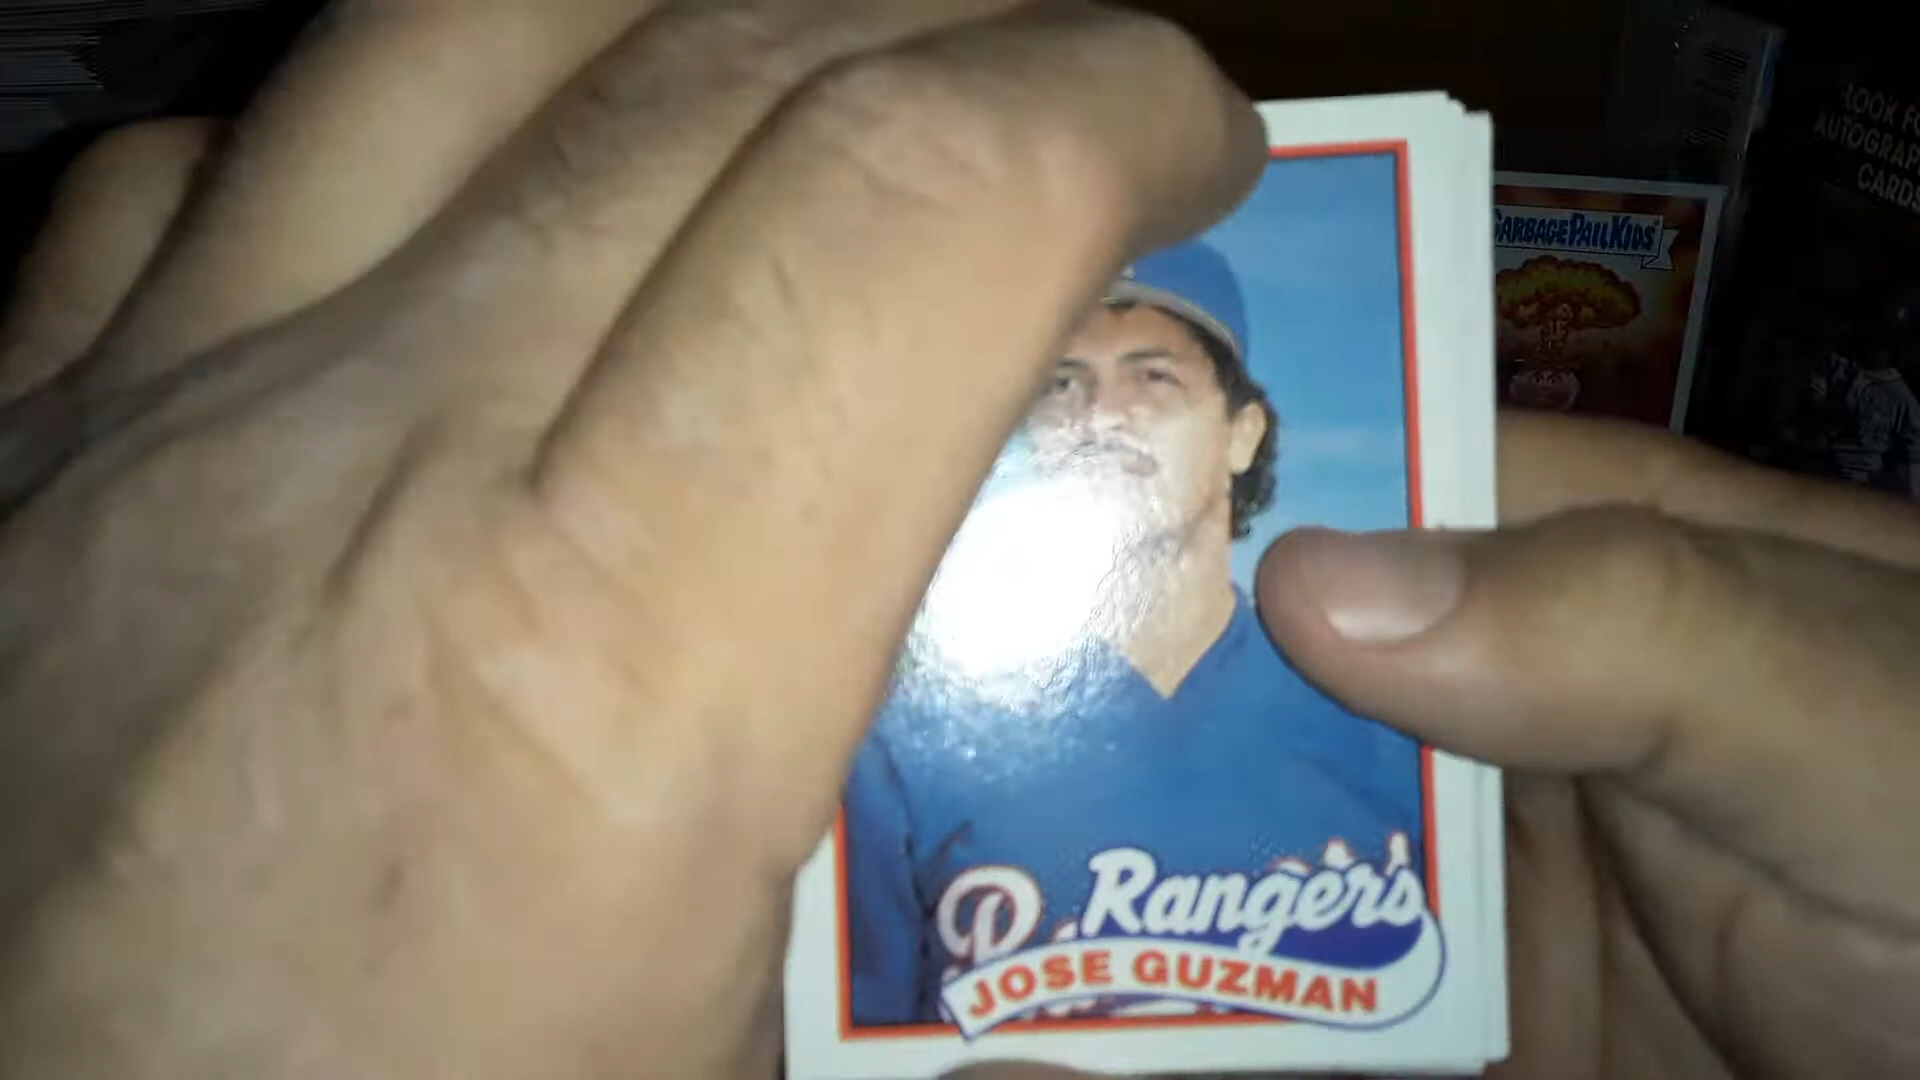 LOOK FO
AUTOGRAP
CARDS
GARBAGE PAIL KIDS
Rangers
JOSE GUZMAN